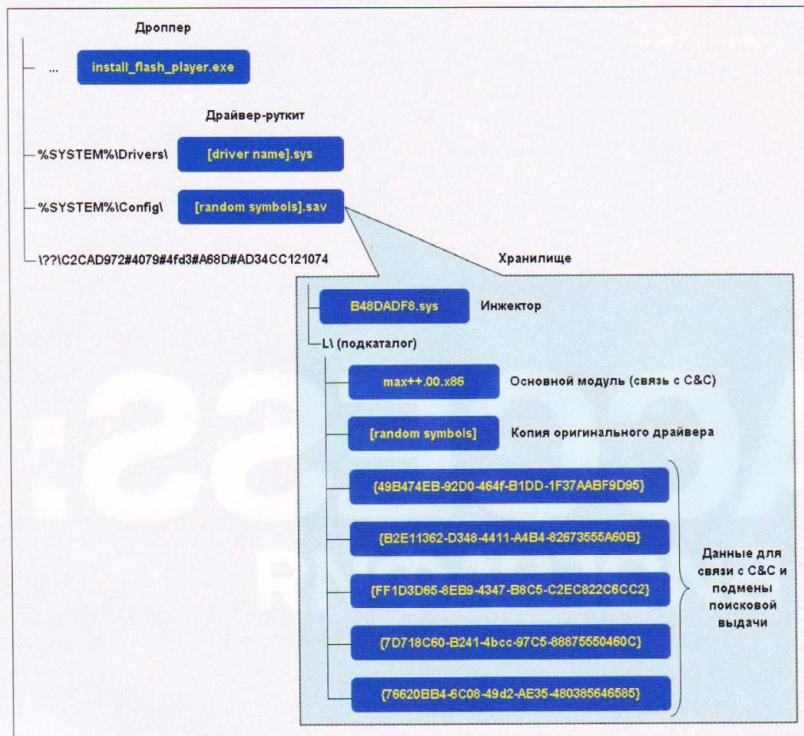 Дроппер
... install_flash_player.exe
Драйвер-руткит
%SYSTEM%\Drivers\ [driver name].sys
%SYSTEM%\Config\ [random symbols].sav
\??\C2CAD972#4079#4fd3#A68D#AD34CC121074
Хранилище
B48DADF8.sys Инжектор
L\ (подкаталог)
max++.00.x86 Основной модуль (связь с C&C)
[random symbols] Копия оригинального драйвера
{49B474EB-92D0-464f-B1DD-1F37AABF9D95}
{B2E11362-D348-4411-A4B4-82673555A60B}
{FF1D3D65-8EB9-4347-B8C5-C2EC822C6CC2}
{7D718C60-B241-4bcc-97C5-88875550460C}
{76620BB4-6C08-49d2-AE35-480385646585}
Данные для
связи с C&C и
подмены
поисковой
выдачи